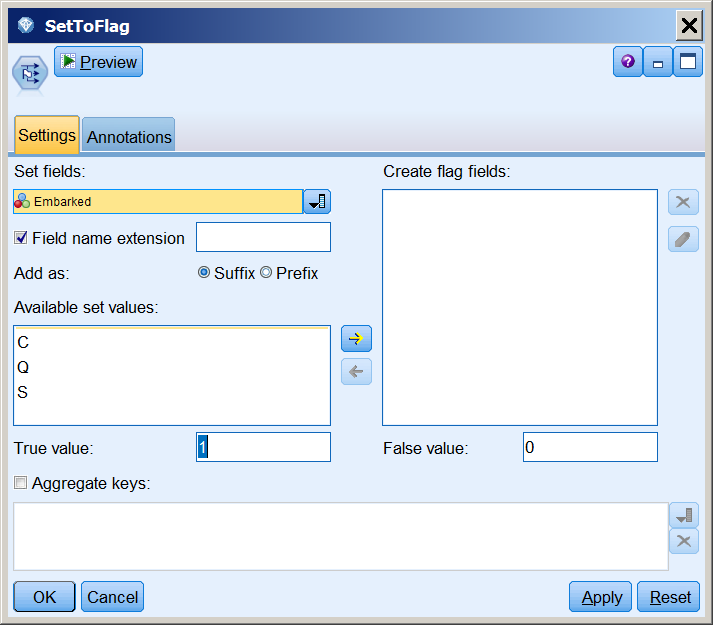 SetToFlag
Preview
?
Settings Annotations
Set fields: Create flag fields:
Embarked
Field name extension
Add as: Suffix Prefix
Available set values:
C
Q
S
True value: 1 False value: 0
Aggregate keys:
OK Cancel Apply Reset